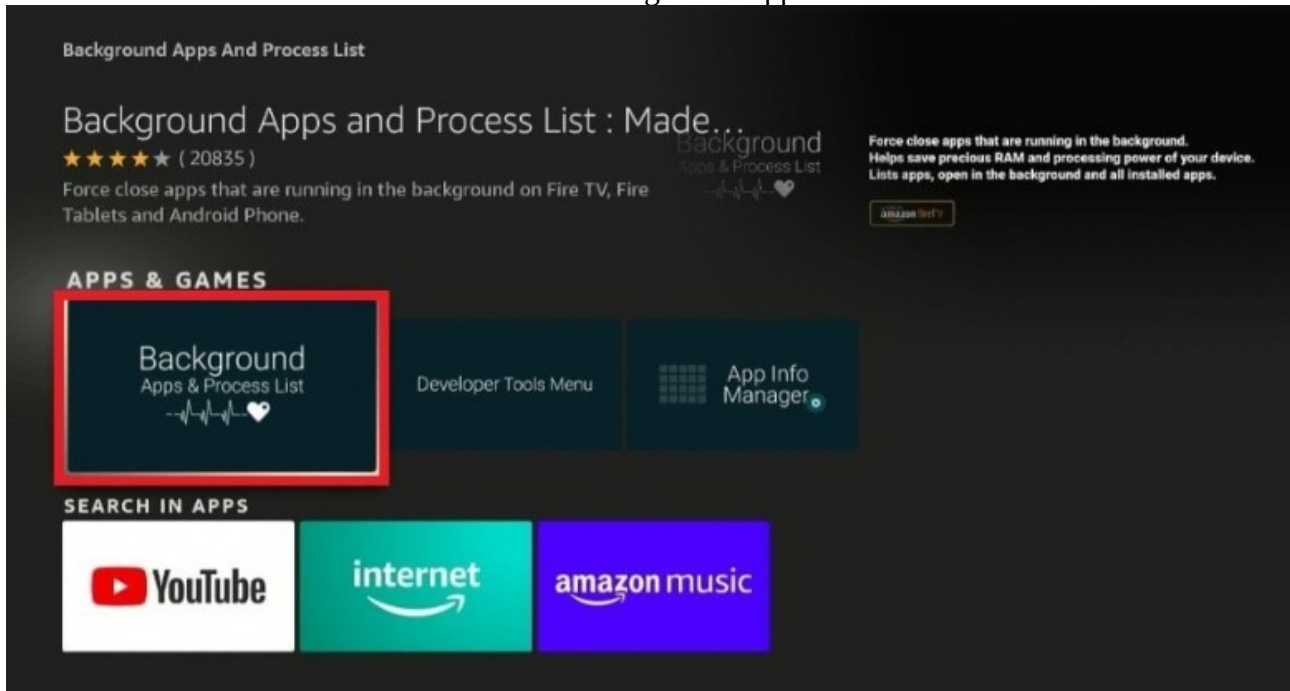 Background Apps And Process List
Background Apps and Process List : Made...
(20835)
Force close apps that are running in the background on Fire TV, Fire
Tablets and Android Phone.
Background
Apps & Process List
Force close apps that are running in the background.
Helps save precious RAM and processing power of your device.
Lists apps, open in the background and all installed apps.
amazon fireTV
APPS & GAMES
Background
Apps & Process List
Developer Tools Menu
App Info
Manager
SEARCH IN APPS
YouTube
internet
amazon music